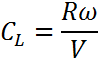 C_L = Rω / V